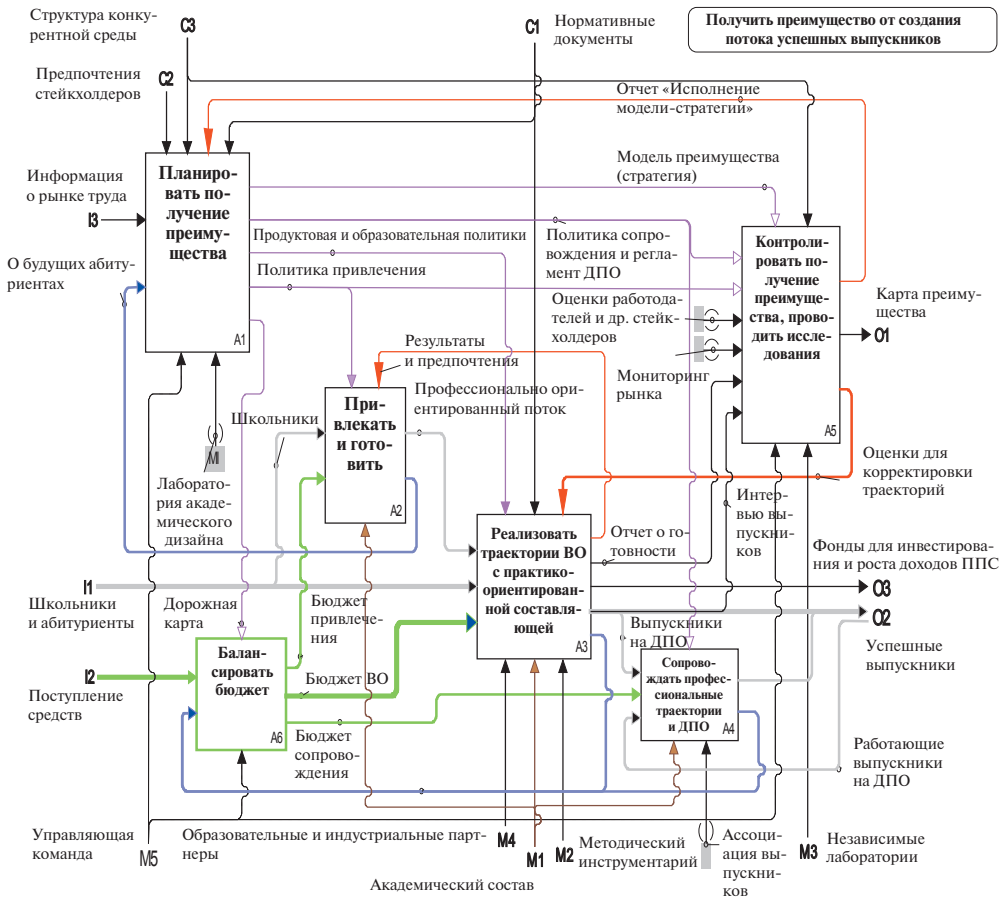 Структура конку-
рентной среды
C3
C1
Нормативные
документы
Получить преимущество от создания
потока успешных выпускников
Предпочтения
стейкхолдеров
C2
Отчет «Исполнение
модели-стратегии»
Информация
о рынке труда
I3
Планиро-
вать по-
лучение
преиму-
щества
A1
Модель преимущества
(стратегия)
Продуктовая и образовательная политики
Политика сопро-
вождения и регла-
мент ДПО
Контроли-
ровать по-
лучение
преимуще-
ства, прово-
дить иссле-
дования
A5
О будущих абиту-
риентах
Политика привлечения
Оценки работода-
телей и др. стейк-
холдеров
Карта преиму-
щества
O1
Результаты
и предпочтения
Мониторинг
рынка
Профессионально ори-
ентированный поток
Школьники
При-
влекать
и гото-
вить
A2
M1
Лаборато-
рия акаде-
мического
дизайна
Оценки для
корректировки
траекторий
Интер-
вью вы-
пускни-
ков
Реализовать
траектории ВО
с практико-
ориентирован-
ной составля-
ющей
A3
Отчет о го-
товности
Фонды для инвестирова-
ния и роста доходов ППС
O3
I1
Школьники
и абитуриенты
Дорожная
карта
Бюджет
привлече-
ния
O2
Выпускники
на ДПО
Успешные
выпускники
Балан-
сировать
бюджет
A6
I2
Поступление
средств
Бюджет ВО
Сопрово-
ждать профес-
сиональные
траектории
и ДПО
A4
Бюджет
сопрово-
ждения
Работающие
выпускники
на ДПО
Управляющая
команда
M5
Образовательные и индустриальные парт-
неры
M4
M1
M2
Методический
инструментарий
Ассоци-
ация вы-
пускни-
ков
M3
Независимые
лаборатории
Академический состав